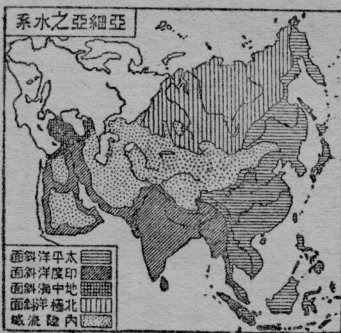 亞細亞之水系
太平洋斜面
印度洋斜面
地中海斜面
北極洋斜面
內陸流域